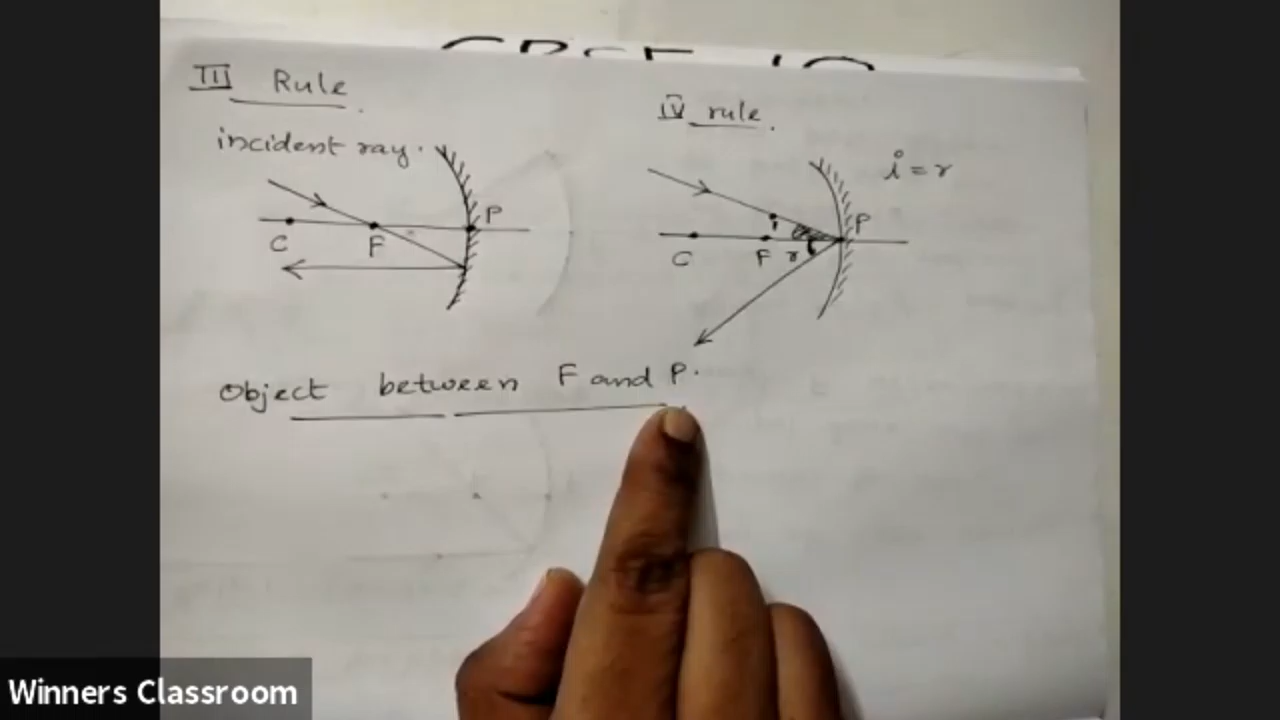 III Rule
incident ray.
C F P
IV rule.
i = r
i
C F r P
Object between F and P.
Winners Classroom